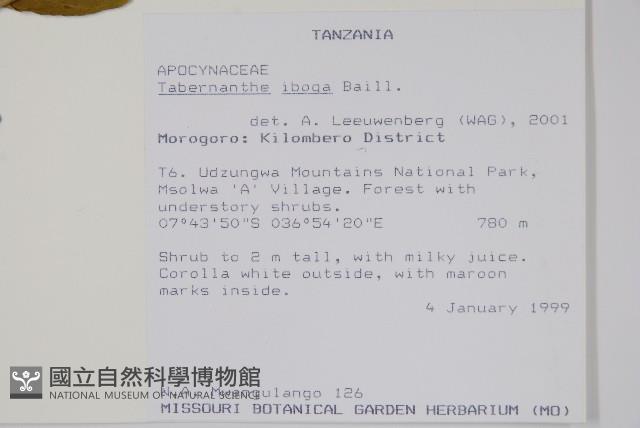 TANZANIA
APOCYNACEAE
Tabernanthe iboga Baill.
det. A. Leeuwenberg (WAG), 2001
Morogoro: Kilombero District
T6. Udzungwa Mountains National Park,
Msolwa 'A' Village. Forest with
understory shrubs.
07°43'50"S 036°54'20"E 780 m
Shrub to 2 m tall, with milky juice.
Corolla white outside, with maroon
marks inside.
4 January 1999
國立自然科學博物館
NATIONAL MUSEUM OF NATURAL SCIENCE
126
MISSOURI BOTANICAL GARDEN HERBARIUM (MO)